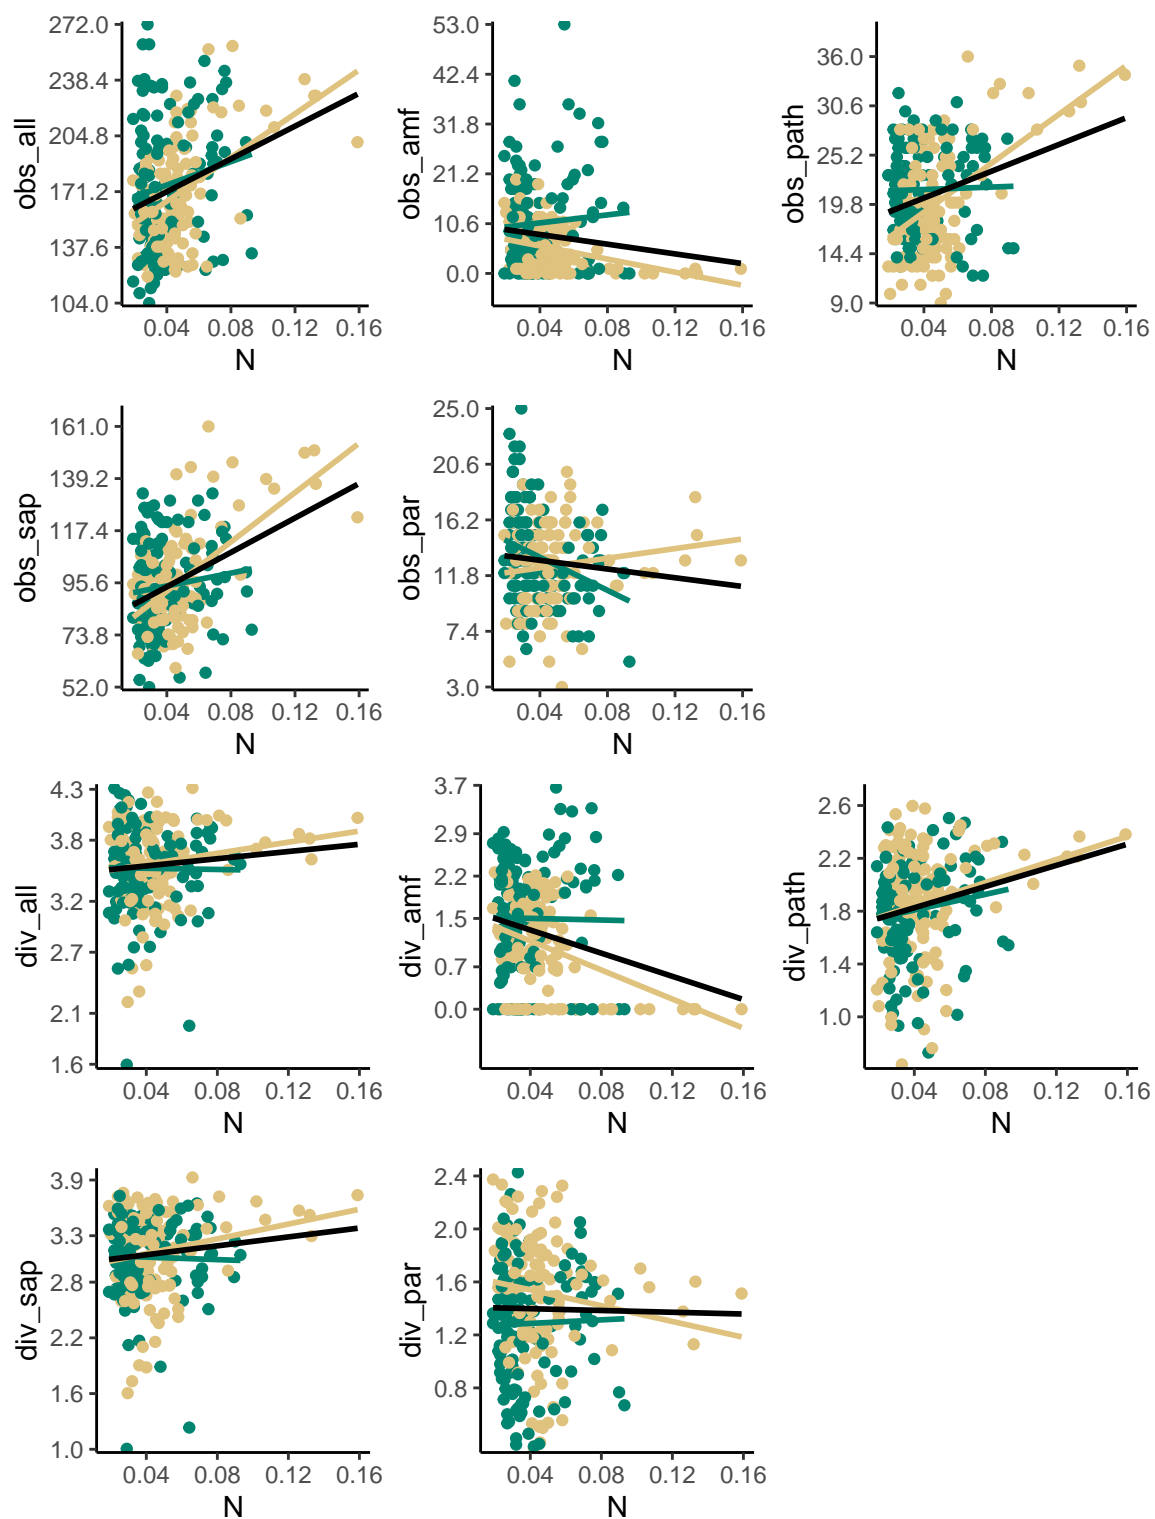 obs_all
272.0
238.4
204.8
171.2
137.6
104.0
0.04 0.08 0.12 0.16
N
obs_amf
53.0
42.4
31.8
21.2
10.6
0.0
0.04 0.08 0.12 0.16
N
obs_path
36.0
30.6
25.2
19.8
14.4
9.0
0.04 0.08 0.12 0.16
N
obs_sap
161.0
139.2
117.4
95.6
73.8
52.0
0.04 0.08 0.12 0.16
N
obs_par
25.0
20.6
16.2
11.8
7.4
3.0
0.04 0.08 0.12 0.16
N
div_all
4.3
3.8
3.2
2.7
2.1
1.6
0.04 0.08 0.12 0.16
N
div_amf
3.7
2.9
2.2
1.5
0.7
0.0
0.04 0.08 0.12 0.16
N
div_path
2.6
2.2
1.8
1.4
1.0
0.04 0.08 0.12 0.16
N
div_sap
3.9
3.3
2.8
2.2
1.6
1.0
0.04 0.08 0.12 0.16
N
div_par
2.4
2.0
1.6
1.2
0.8
0.04 0.08 0.12 0.16
N